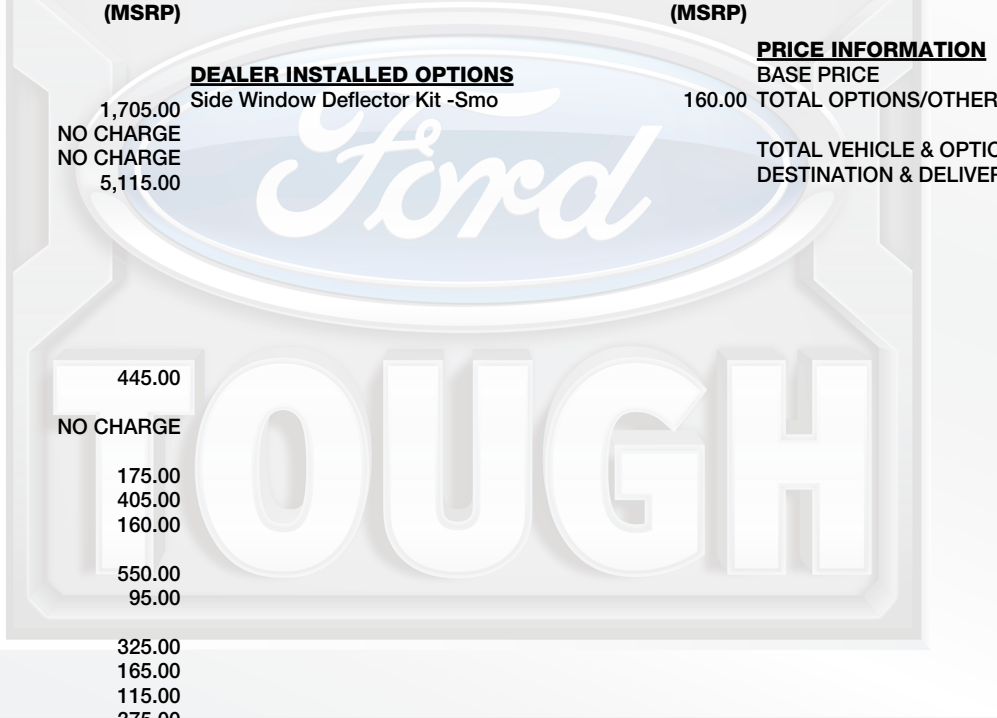 (MSRP)
1,705.00
NO CHARGE
NO CHARGE
5,115.00
445.00
NO CHARGE
175.00
405.00
160.00
550.00
95.00
325.00
165.00
115.00
(MSRP)
DEALER INSTALLED OPTIONS
Side Window Deflector Kit -Smo 160.00
PRICE INFORMATION
BASE PRICE
TOTAL OPTIONS/OTHER
TOTAL VEHICLE & OPTIO
DESTINATION & DELIVER
Ford
TOUGH